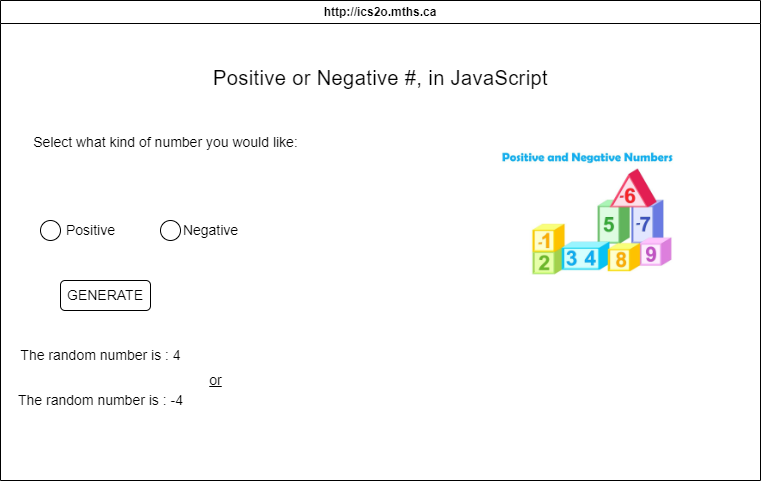 http://ics2o.mths.ca
Positive or Negative #, in JavaScript
Select what kind of number you would like:
Positive and Negative Numbers
-6
5 -7
-1
2 3 4 8 9
Positive Negative
GENERATE
The random number is : 4
or
The random number is : -4